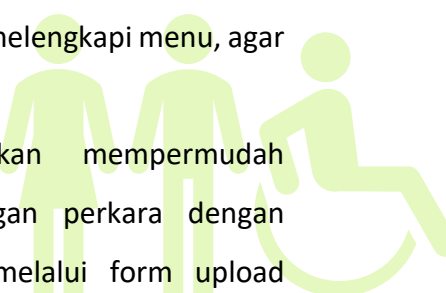 melengkapi menu, agar
kan mempermudah
gan perkara dengan
melalui form upload